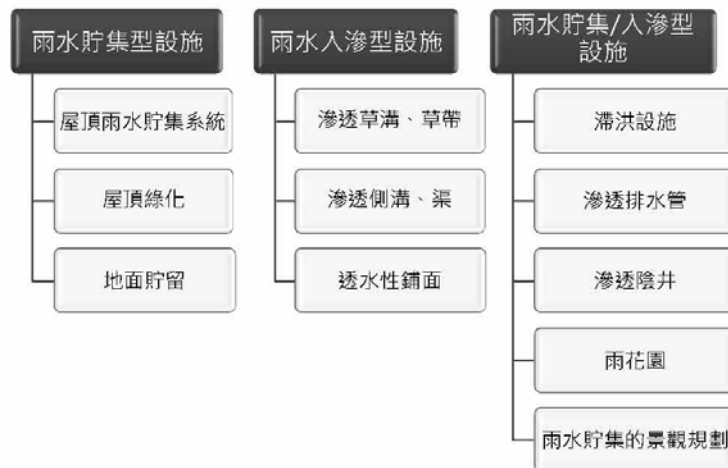 雨水貯集型設施
屋頂雨水貯集系統
屋頂綠化
地面貯留
雨水入滲型設施
滲透草溝、草帶
滲透側溝、渠
透水性鋪面
雨水貯集/入滲型
設施
滯洪設施
滲透排水管
滲透陰井
雨花園
雨水貯集的景觀規劃